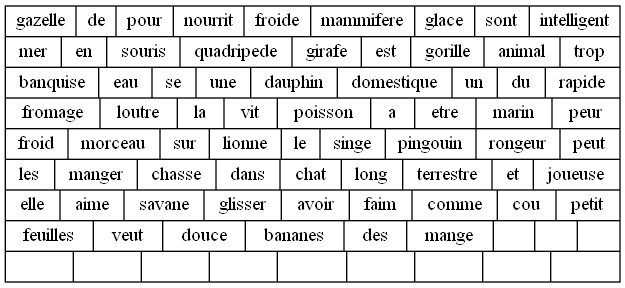 gazelle de pour nourrit froide mammifere glace sont intelligent
mer en souris quadripede girafe est gorille animal trop
banquise eau se une dauphin domestique un du rapide
fromage loutre la vit poisson a etre marin peur
froid morceau sur lionne le singe pingouin rongeur peut
les manger chasse dans chat long terrestre et joueuse
elle aime savane glisser avoir faim comme cou petit
feuilles veut douce bananes des mange